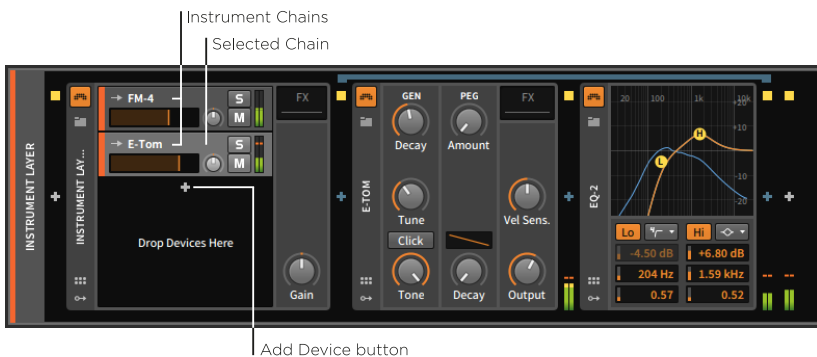 Instrument Chains
Selected Chain
INSTRUMENT LAYER
INSTRUMENT LAY...
FM-4
S
M
E-Tom
S
M
Drop Devices Here
FX
Gain
E-TOM
GEN
PEG
FX
Decay
Amount
Tune
Vel Sens.
Click
Tone
Decay
Output
EQ-2
20
100
1k
10k
+20
+10
-10
-20
H
L
Lo
Hi
-4.50 dB
+6.80 dB
204 Hz
1.59 kHz
0.57
0.52
Add Device button